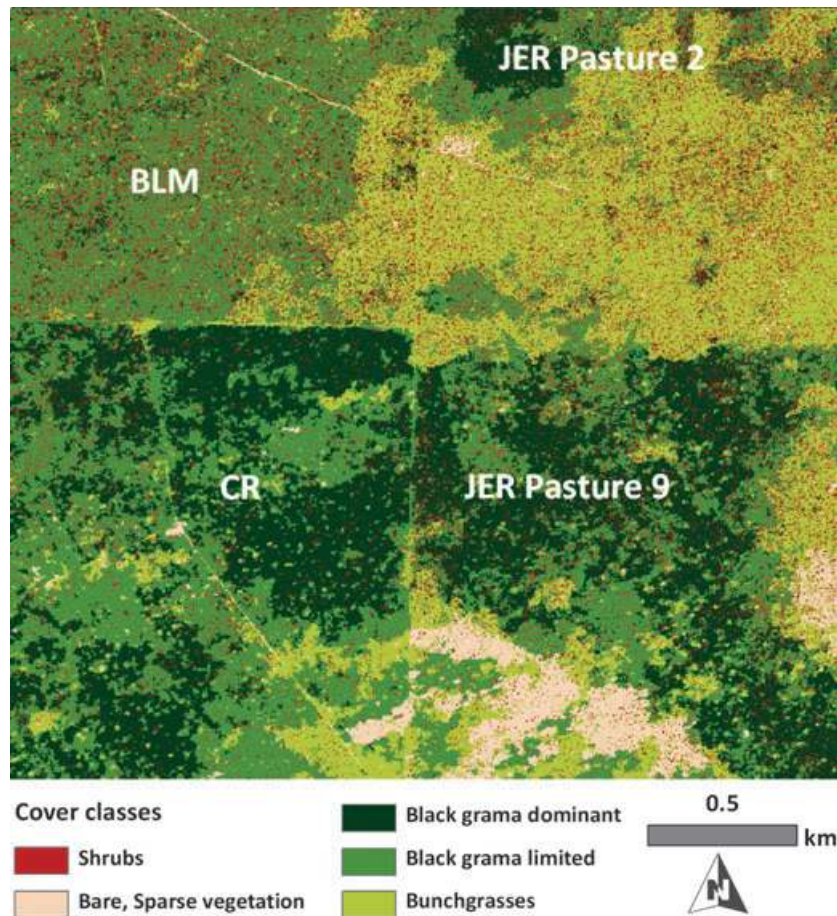 JER Pasture 2
BLM
CR
JER Pasture 9
Cover classes
Shrubs
Bare, Sparse vegetation
Black grama dominant
Black grama limited
Bunchgrasses
0.5
km
N